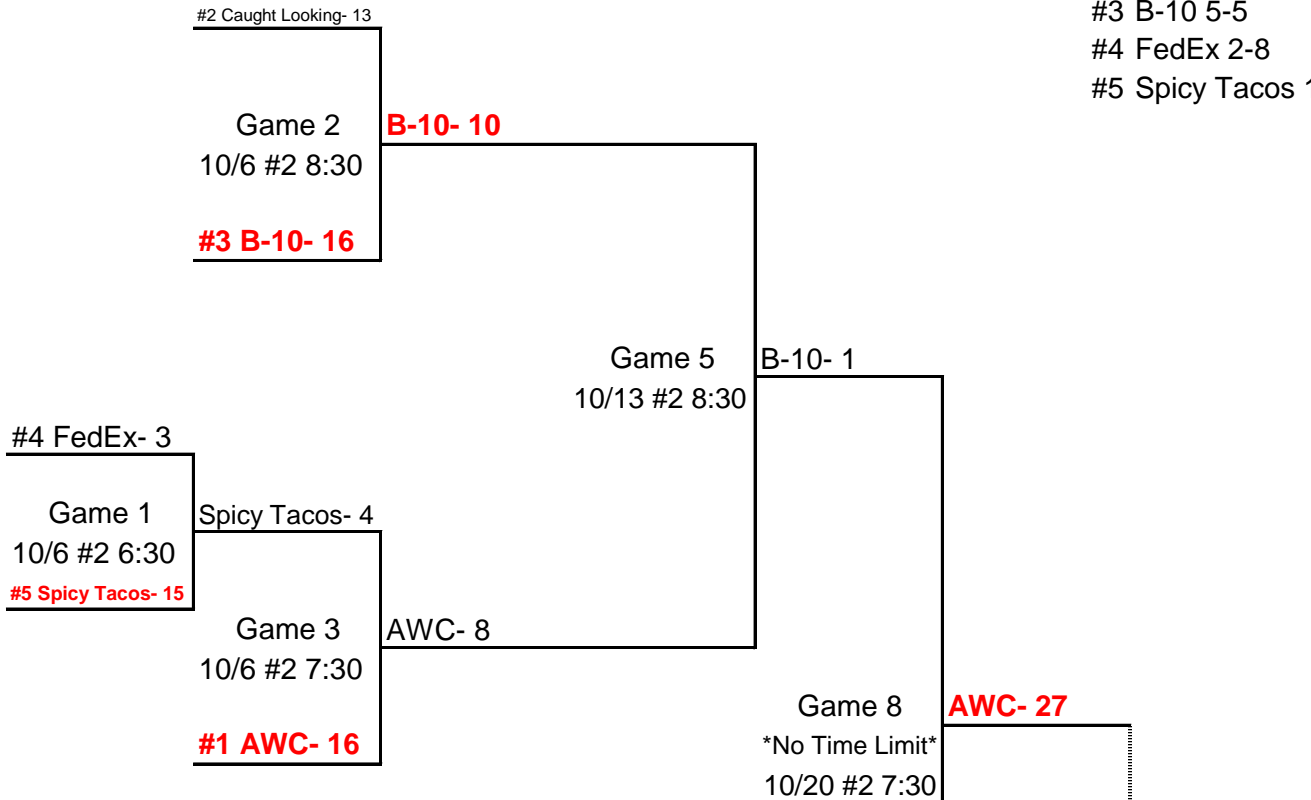 #2 Caught Looking- 13
#3 B-10 5-5
#4 FedEx 2-8
#5 Spicy Tacos
Game 2
B-10- 10
10/6 #2 8:30
#3 B-10- 16
Game 5
B-10- 1
10/13 #2 8:30
#4 FedEx- 3
Game 1
Spicy Tacos- 4
10/6 #2 6:30
#5 Spicy Tacos- 15
Game 3
AWC- 8
10/6 #2 7:30
Game 8
AWC- 27
#1 AWC- 16
*No Time Limit*
10/20 #2 7:30